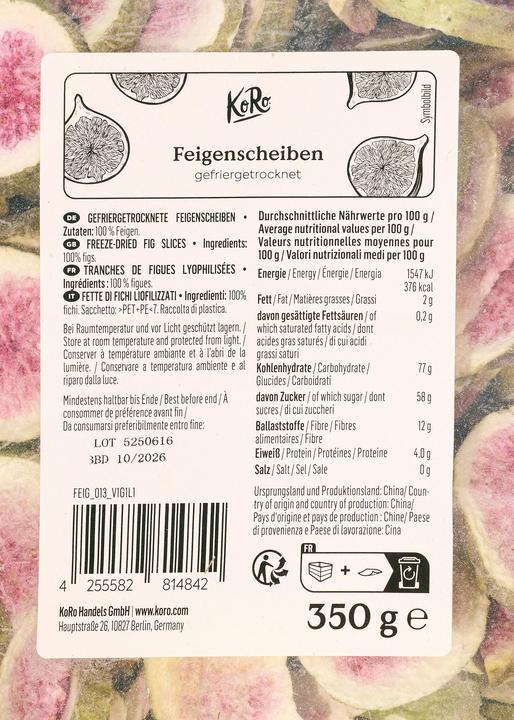 KoRo
Symbolbild
Feigenscheiben
gefriergetrocknet
DE GEFRIERGETROCKNETE FEIGENSCHEIBEN •
Zutaten: 100 % Feigen.
GB FREEZE-DRIED FIG SLICES • Ingredients:
100% figs.
FR TRANCHES DE FIGUES LYOPHILISÉES •
Ingrédients : 100 % figues.
IT FETTE DI FICHI LIOFILIZZATI • Ingredienti: 100%
fichi. Sacchetto: >PET+PE<7. Raccolta di plastica.
Bei Raumtemperatur und vor Licht geschützt lagern. /
Store at room temperature and protected from light. /
Conserver à température ambiante et à l'abri de la
lumière. / Conservare a temperatura ambiente e al
riparo dalla luce.
Mindestens haltbar bis Ende / Best before end / À
consommer de préférence avant fin /
Da consumarsi preferibilmente entro fine:
LOT 5250616
BBD 10/2026
FEIG_013_V1G1L1
4 255582 814842
KoRo Handels GmbH | www.koro.com
Hauptstraße 26, 10827 Berlin, Germany
Durchschnittliche Nährwerte pro 100 g /
Average nutritional values per 100 g /
Valeurs nutritionnelles moyennes pour
100 g / Valori nutrizionali medi per 100 g
Energie / Energy / Énergie / Energia 1547 kJ
376 kcal
Fett / Fat / Matières grasses / Grassi 2 g
davon gesättigte Fettsäuren / of 0,2 g
which saturated fatty acids / dont
acides gras saturés / di cui acidi
grassi saturi
Kohlenhydrate / Carbohydrate / 77 g
Glucides / Carboidrati
davon Zucker / of which sugar / dont 58 g
sucres / di cui zuccheri
Ballaststoffe / Fibre / Fibres 12 g
alimentaires / Fibre
Eiweiß / Protein / Protéines / Proteine 4,0 g
Salz / Salt / Sel / Sale 0 g
Ursprungsland und Produktionsland: China/ Coun-
try of origin and country of production: China/
Pays d'origine et pays de production : Chine/ Paese
di provenienza e Paese di lavorazione: Cina
FR
+
350 g e